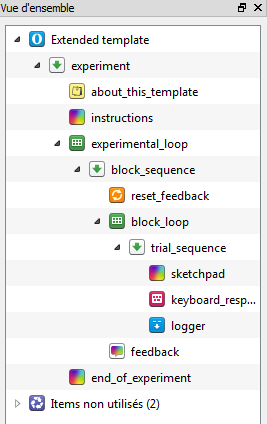 Vue d'ensemble
Extended template
experiment
about_this_template
instructions
experimental_loop
block_sequence
reset_feedback
block_loop
trial_sequence
sketchpad
keyboard_resp...
logger
feedback
end_of_experiment
Items non utilisés (2)